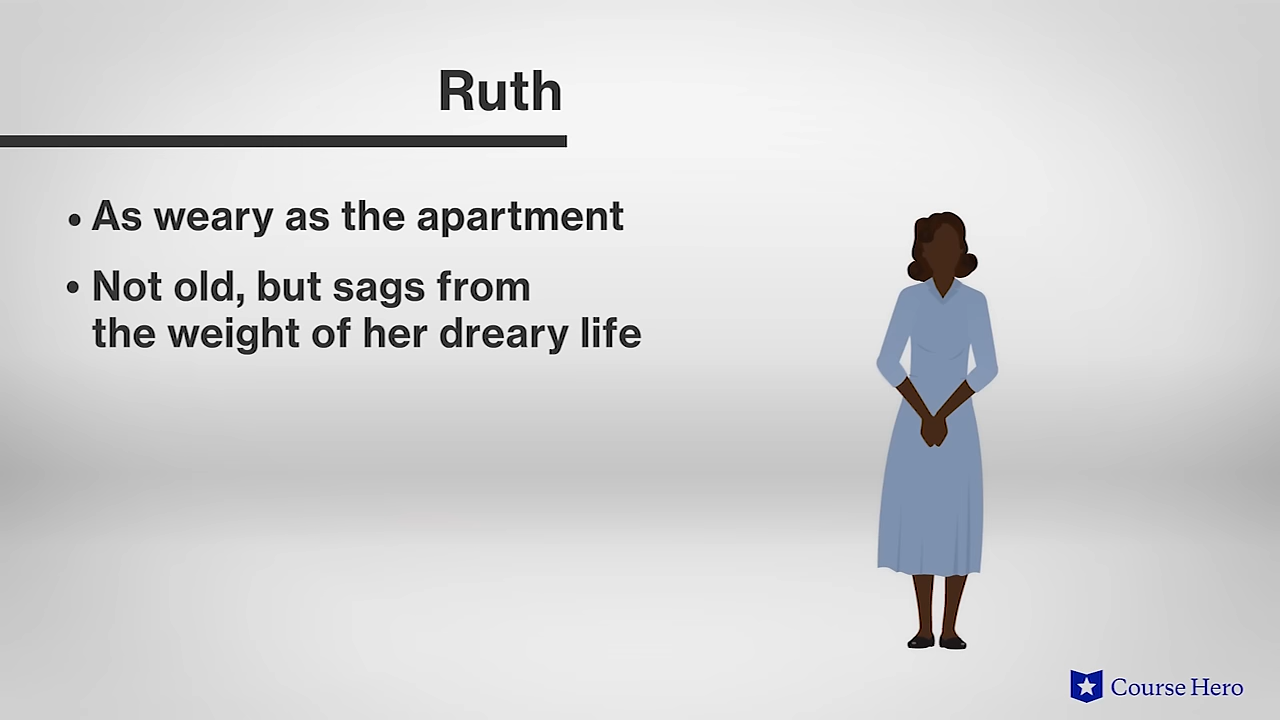 Ruth
• As weary as the apartment
• Not old, but sags from
the weight of her dreary life
Course Hero